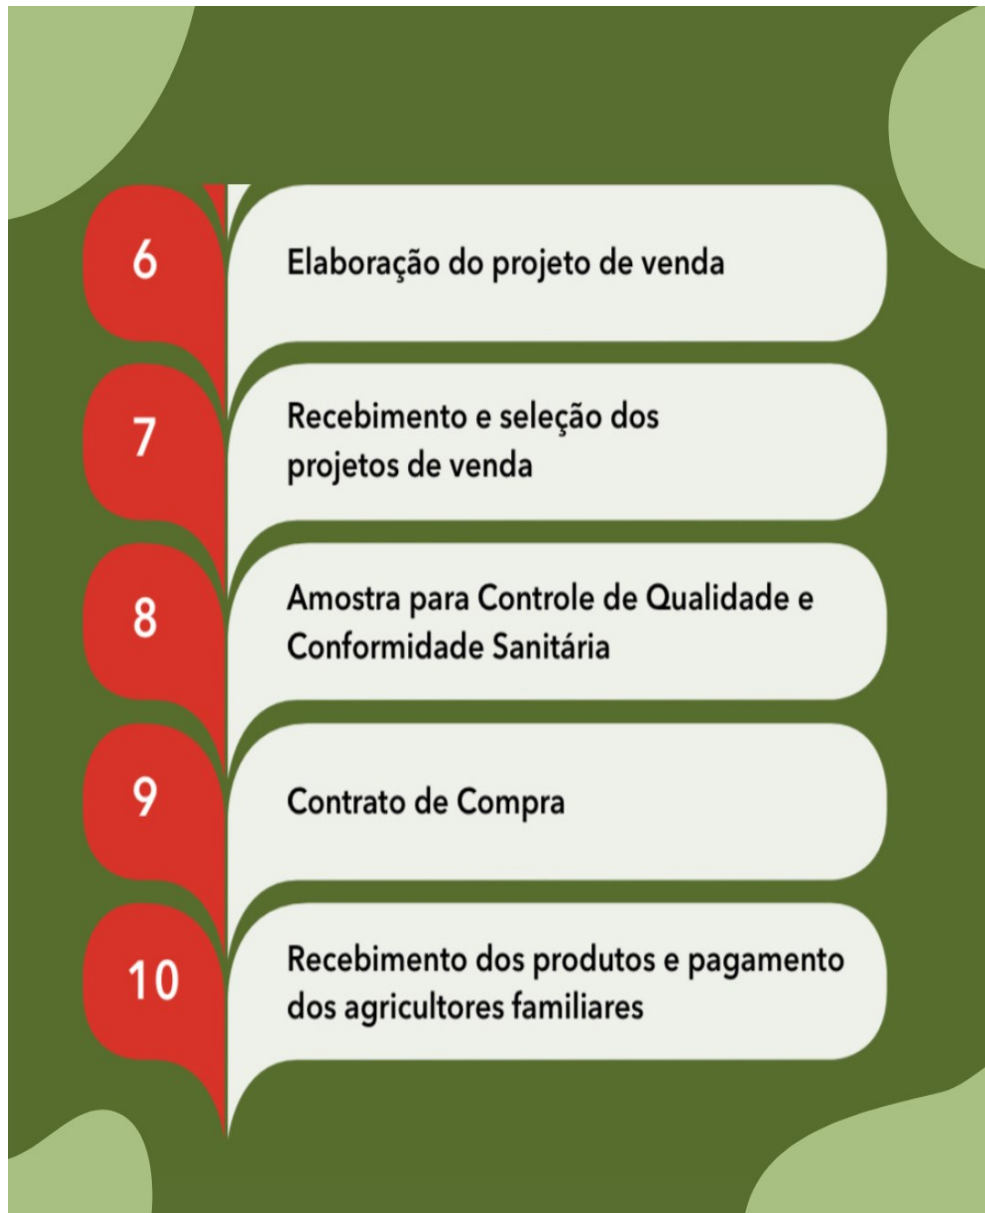 6
Elaboração do projeto de venda
7
Recebimento e seleção dos
projetos de venda
8
Amostra para Controle de Qualidade e
Conformidade Sanitária
9
Contrato de Compra
10
Recebimento dos produtos e pagamento
dos agricultores familiares